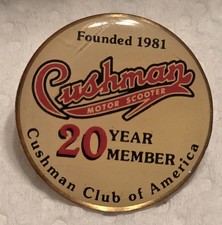 Founded 1981
Cushman
MOTOR SCOOTER
20 YEAR
MEMBER
Cushman Club of America